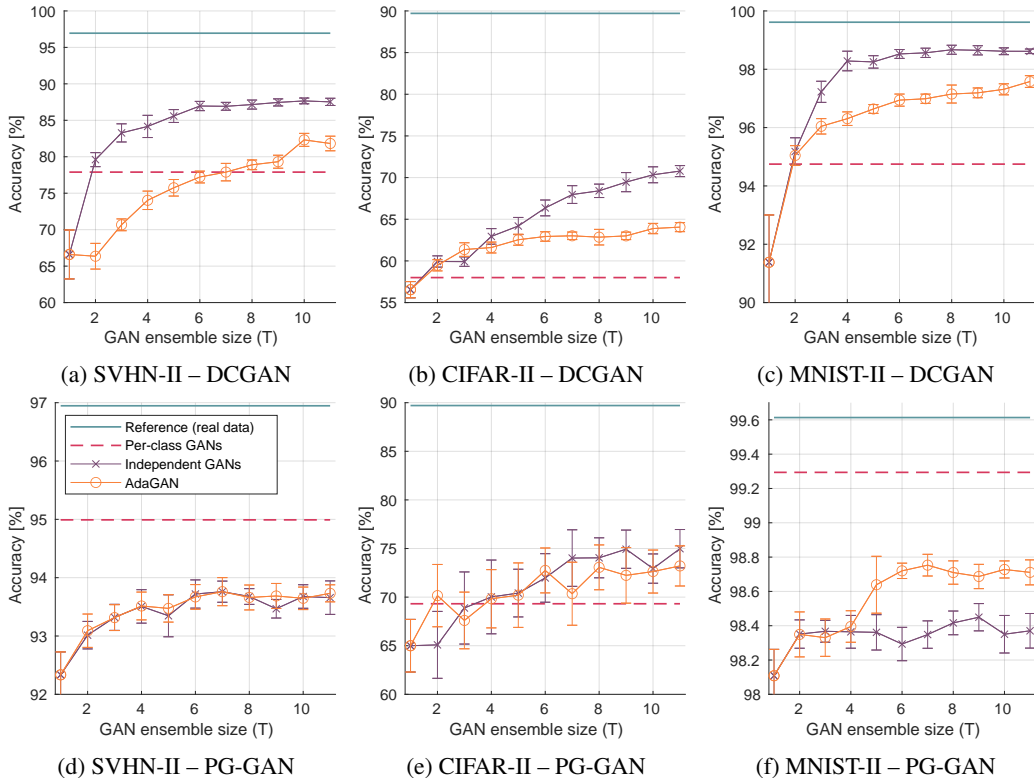 100
95
90
85
80
75
70
65
60
Accuracy [%]
2 4 6 8 10
GAN ensemble size (T)
(a) SVHN-II – DCGAN
90
85
80
75
70
65
60
55
Accuracy [%]
2 4 6 8 10
GAN ensemble size (T)
(b) CIFAR-II – DCGAN
100
98
96
94
92
90
Accuracy [%]
2 4 6 8 10
GAN ensemble size (T)
(c) MNIST-II – DCGAN
97
96
95
94
93
92
Accuracy [%]
Reference (real data)
Per-class GANs
Independent GANs
AdaGAN
2 4 6 8 10
GAN ensemble size (T)
(d) SVHN-II – PG-GAN
90
85
80
75
70
65
60
Accuracy [%]
2 4 6 8 10
GAN ensemble size (T)
(e) CIFAR-II – PG-GAN
99.6
99.4
99.2
99
98.8
98.6
98.4
98.2
98
Accuracy [%]
2 4 6 8 10
GAN ensemble size (T)
(f) MNIST-II – PG-GAN